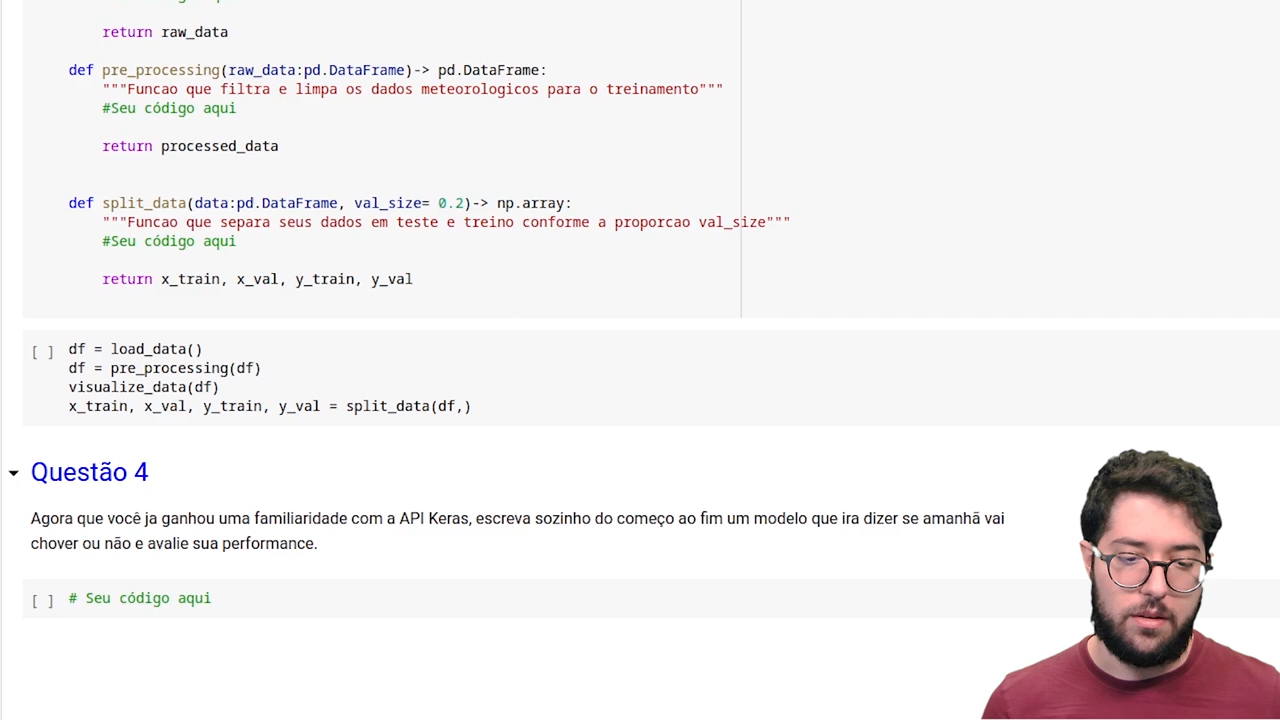 return raw_data
def pre_processing(raw_data:pd.DataFrame)-> pd.DataFrame:
"""Funcao que filtra e limpa os dados meteorologicos para o treinamento"""
#Seu código aqui
return processed_data
def split_data(data:pd.DataFrame, val_size= 0.2)-> np.array:
"""Funcao que separa seus dados em teste e treino conforme a proporcao val_size"""
#Seu código aqui
return x_train, x_val, y_train, y_val
[ ] df = load_data()
df = pre_processing(df)
visualize_data(df)
x_train, x_val, y_train, y_val = split_data(df,)
Questão 4
Agora que você ja ganhou uma familiaridade com a API Keras, escreva sozinho do começo ao fim um modelo que ira dizer se amanhã vai
chover ou não e avalie sua performance.
[ ] # Seu código aqui